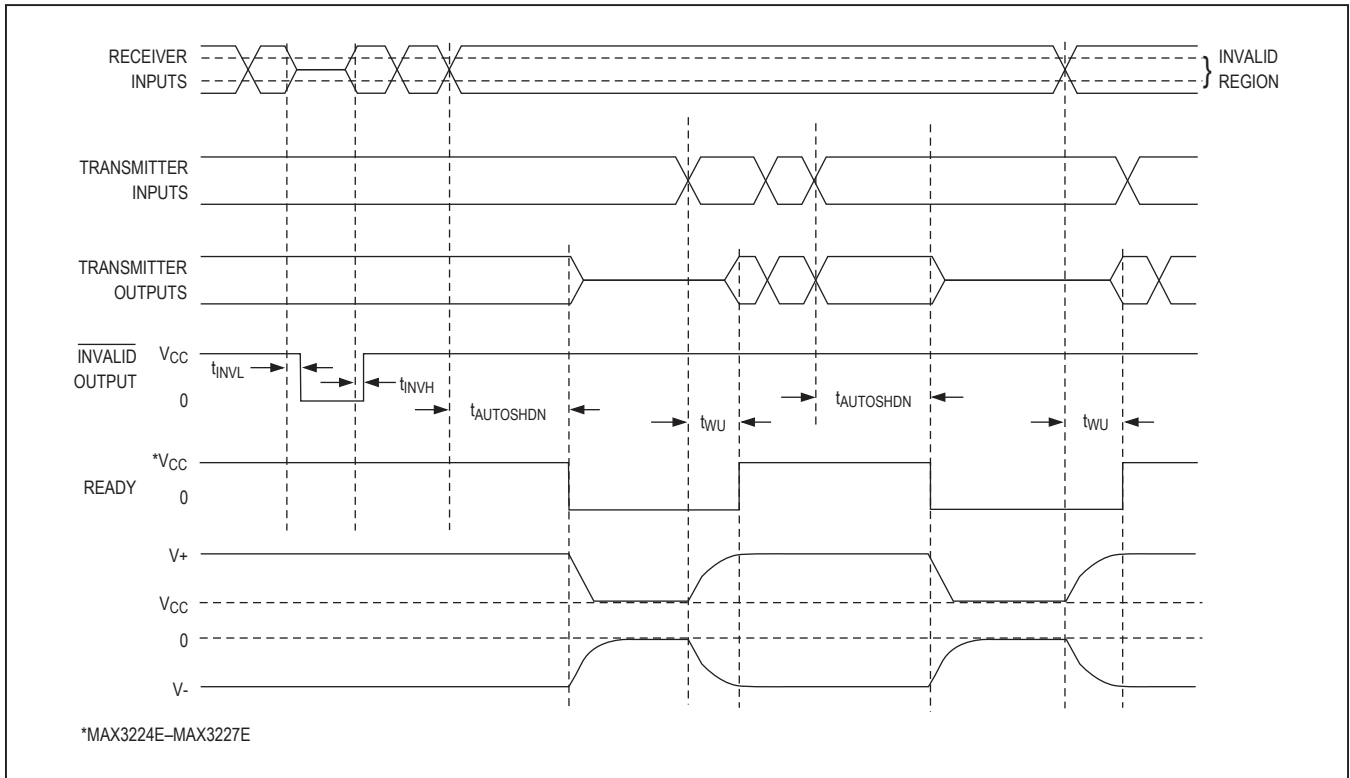 RECEIVER
INPUTS
} INVALID
REGION
TRANSMITTER
INPUTS
TRANSMITTER
OUTPUTS
INVALID
OUTPUT
VCC
0
tINVL
tINVH
tAUTOSHDN
tWU
tAUTOSHDN
tWU
READY
*VCC
0
V+
VCC
0
V-
*MAX3224E–MAX3227E